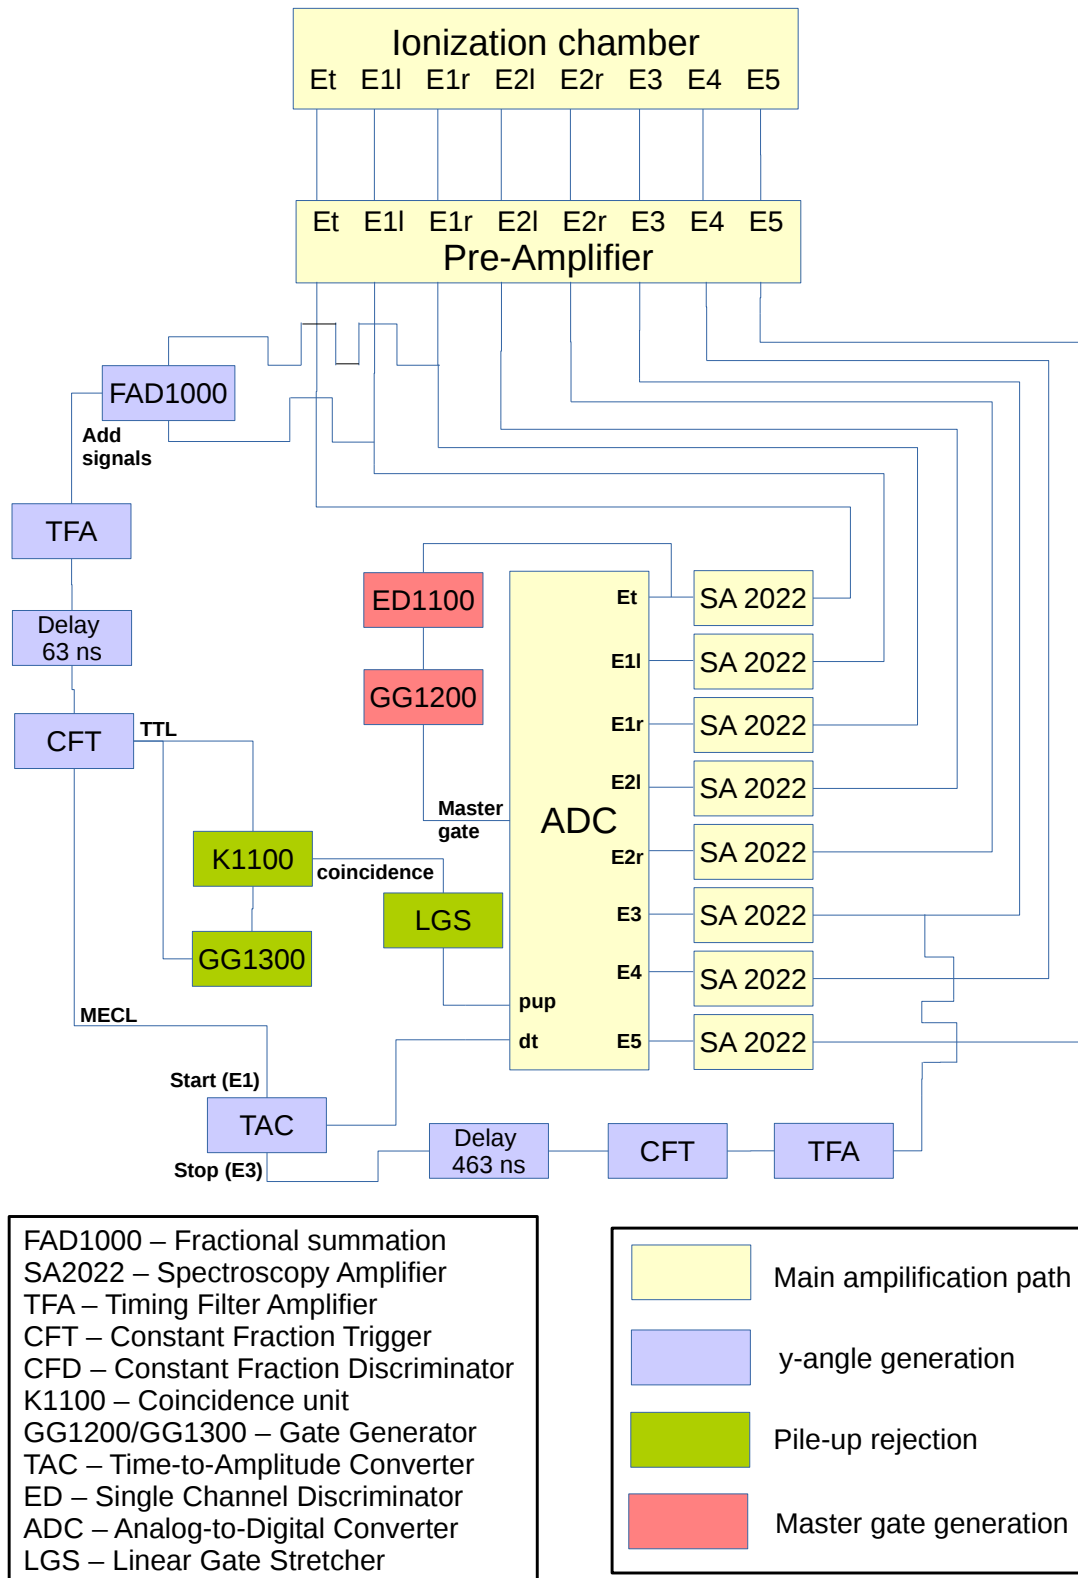 Ionization chamber
Et E1l E1r E2l E2r E3 E4 E5
Et E1l E1r E2l E2r E3 E4 E5
Pre-Amplifier
FAD1000
Add
signals
TFA
Delay
63 ns
CFT
TTL
K1100
coincidence
GG1300
LGS
MECL
Start (E1)
TAC
Stop (E3)
ED1100
GG1200
Master
gate
ADC
Et
E1l
E1r
E2l
E2r
E3
E4
E5
pup
dt
SA 2022
SA 2022
SA 2022
SA 2022
SA 2022
SA 2022
SA 2022
SA 2022
Delay
463 ns
CFT
TFA
FAD1000 – Fractional summation
SA2022 – Spectroscopy Amplifier
TFA – Timing Filter Amplifier
CFT – Constant Fraction Trigger
CFD – Constant Fraction Discriminator
K1100 – Coincidence unit
GG1200/GG1300 – Gate Generator
TAC – Time-to-Amplitude Converter
ED – Single Channel Discriminator
ADC – Analog-to-Digital Converter
LGS – Linear Gate Stretcher
Main ampilification path
y-angle generation
Pile-up rejection
Master gate generation